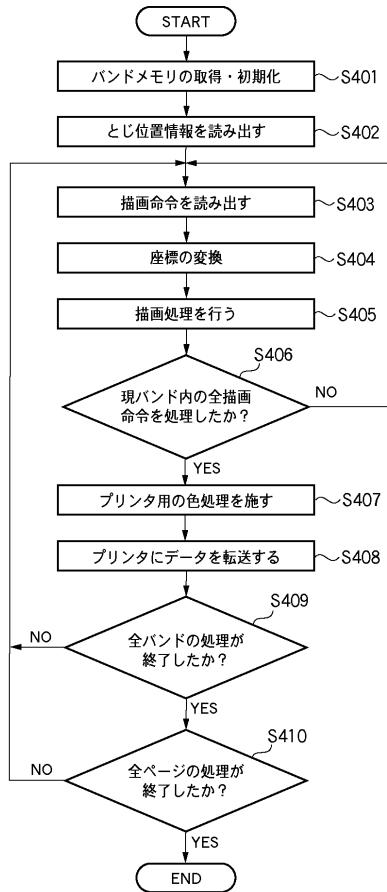 START
バンドメモリの取得・初期化
S401
とじ位置情報を読み出す
S402
描画命令を読み出す
S403
座標の変換
S404
描画処理を行う
S405
S406
現バンド内の全描画
命令を処理したか？
NO
YES
プリンタ用の色処理を施す
S407
プリンタにデータを転送する
S408
S409
全バンドの処理が
終了したか？
NO
YES
S410
全ページの処理が
終了したか？
NO
YES
END